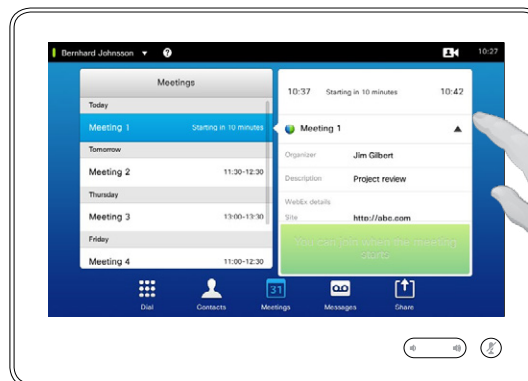 Bernhard Johnsson
?
10:27
Meetings
Today
Meeting 1 Starting in 10 minutes
Tomorrow
Meeting 2 11:30-12:30
Thursday
Meeting 3 13:00-13:30
Friday
Meeting 4 11:00-12:30
10:37 Starting in 10 minutes 10:42
Meeting 1
Organizer Jim Gilbert
Description Project review
WebEx details
Site http://abc.com
You can join when the meeting
starts
Dial
Contacts
31
Meetings
Messages
Share